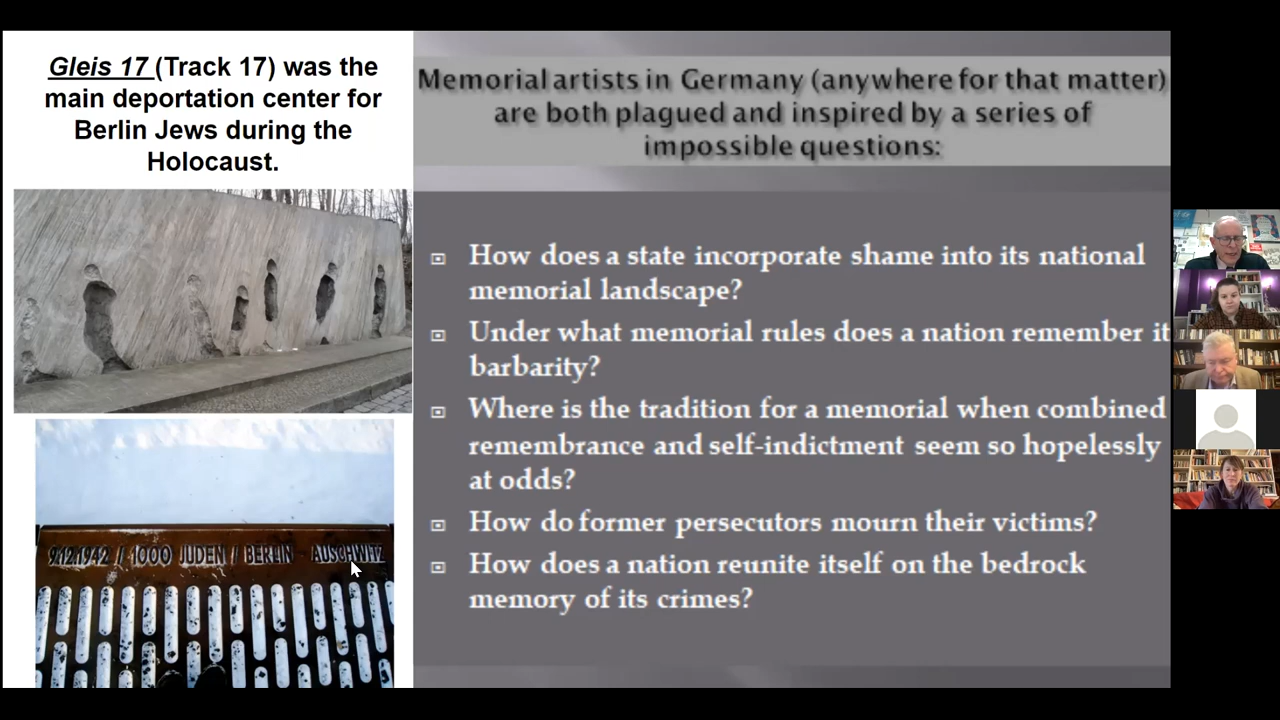 Gleis 17 (Track 17) was the
main deportation center for
Berlin Jews during the
Holocaust.
9.12.1942 / 1000 JUDEN / BERLIN - AUSCHWITZ
Memorial artists in Germany (anywhere for that matter)
are both plagued and inspired by a series of
impossible questions:
How does a state incorporate shame into its national
memorial landscape?
Under what memorial rules does a nation remember it
barbarity?
Where is the tradition for a memorial when combined
remembrance and self-indictment seem so hopelessly
at odds?
How do former persecutors mourn their victims?
How does a nation reunite itself on the bedrock
memory of its crimes?